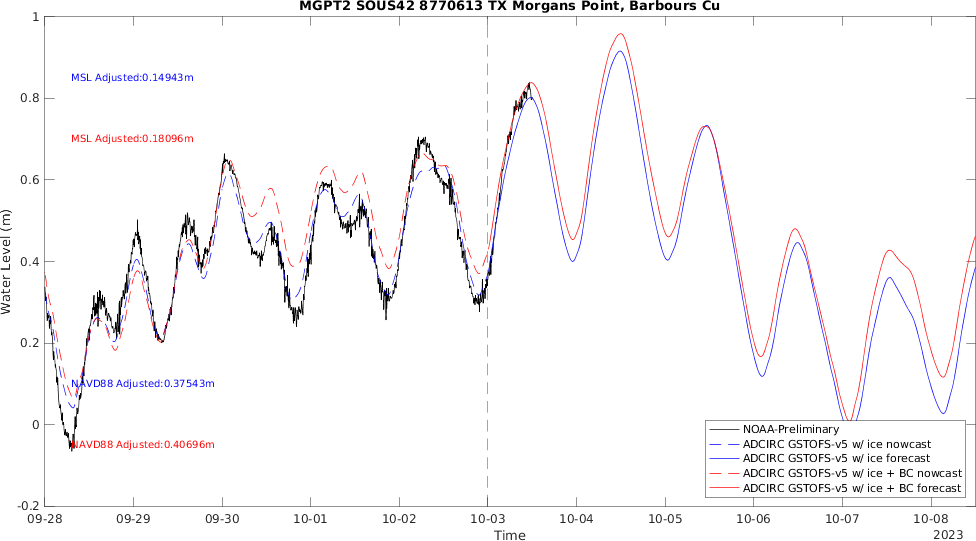 MGPT2 SOUS42 8770613 TX Morgans Point, Barbours Cu
1
0.8
0.6
0.4
0.2
0
-0.2
Water Level (m)
MSL Adjusted:0.14943m
MSL Adjusted:0.18096m
NAVD88 Adjusted:0.37543m
NAVD88 Adjusted:0.40696m
NOAA-Preliminary
ADCIRC GSTOFS-v5 w/ ice nowcast
ADCIRC GSTOFS-v5 w/ ice forecast
ADCIRC GSTOFS-v5 w/ ice + BC nowcast
ADCIRC GSTOFS-v5 w/ ice + BC forecast
09-28 09-29 09-30 10-01 10-02 10-03 10-04 10-05 10-06 10-07 10-08
Time
2023